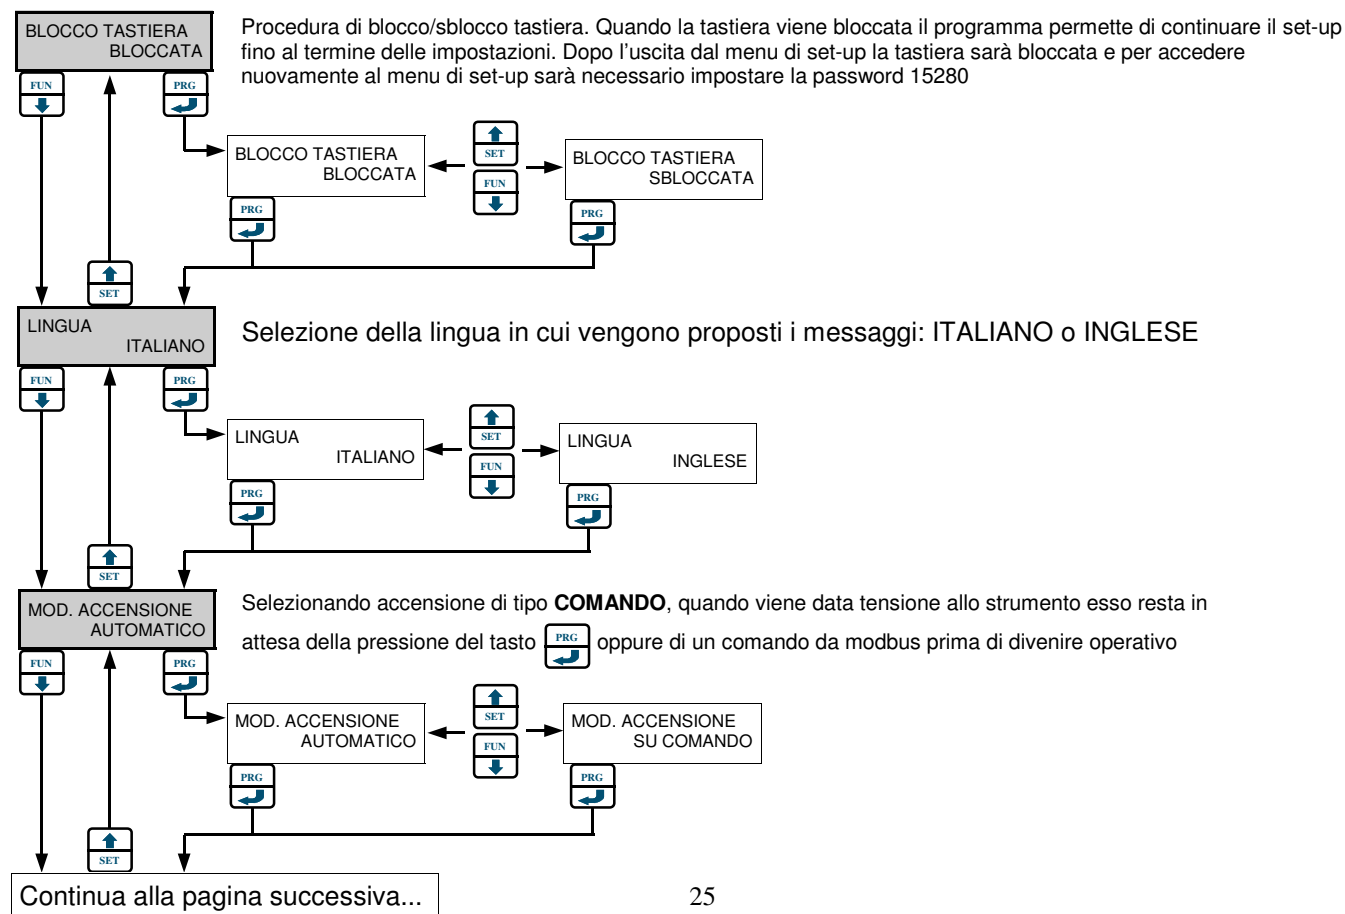 BLOCCO TASTIERA
BLOCCATA
Procedura di blocco/sblocco tastiera. Quando la tastiera viene bloccata il programma permette di continuare il set-up
fino al termine delle impostazioni. Dopo l'uscita dal menu di set-up la tastiera sarà bloccata e per accedere
nuovamente al menu di set-up sarà necessario impostare la password 15280
FUN
PRG
BLOCCO TASTIERA
BLOCCATA
SET
FUN
BLOCCO TASTIERA
SBLOCCATA
PRG
PRG
SET
LINGUA
ITALIANO
Selezione della lingua in cui vengono proposti i messaggi: ITALIANO o INGLESE
FUN
PRG
LINGUA
ITALIANO
SET
FUN
LINGUA
INGLESE
PRG
PRG
SET
MOD. ACCENSIONE
AUTOMATICO
Selezionando accensione di tipo COMANDO, quando viene data tensione allo strumento esso resta in
attesa della pressione del tasto PRG oppure di un comando da modbus prima di divenire operativo
FUN
PRG
MOD. ACCENSIONE
AUTOMATICO
SET
FUN
MOD. ACCENSIONE
SU COMANDO
PRG
PRG
SET
Continua alla pagina successiva...
25